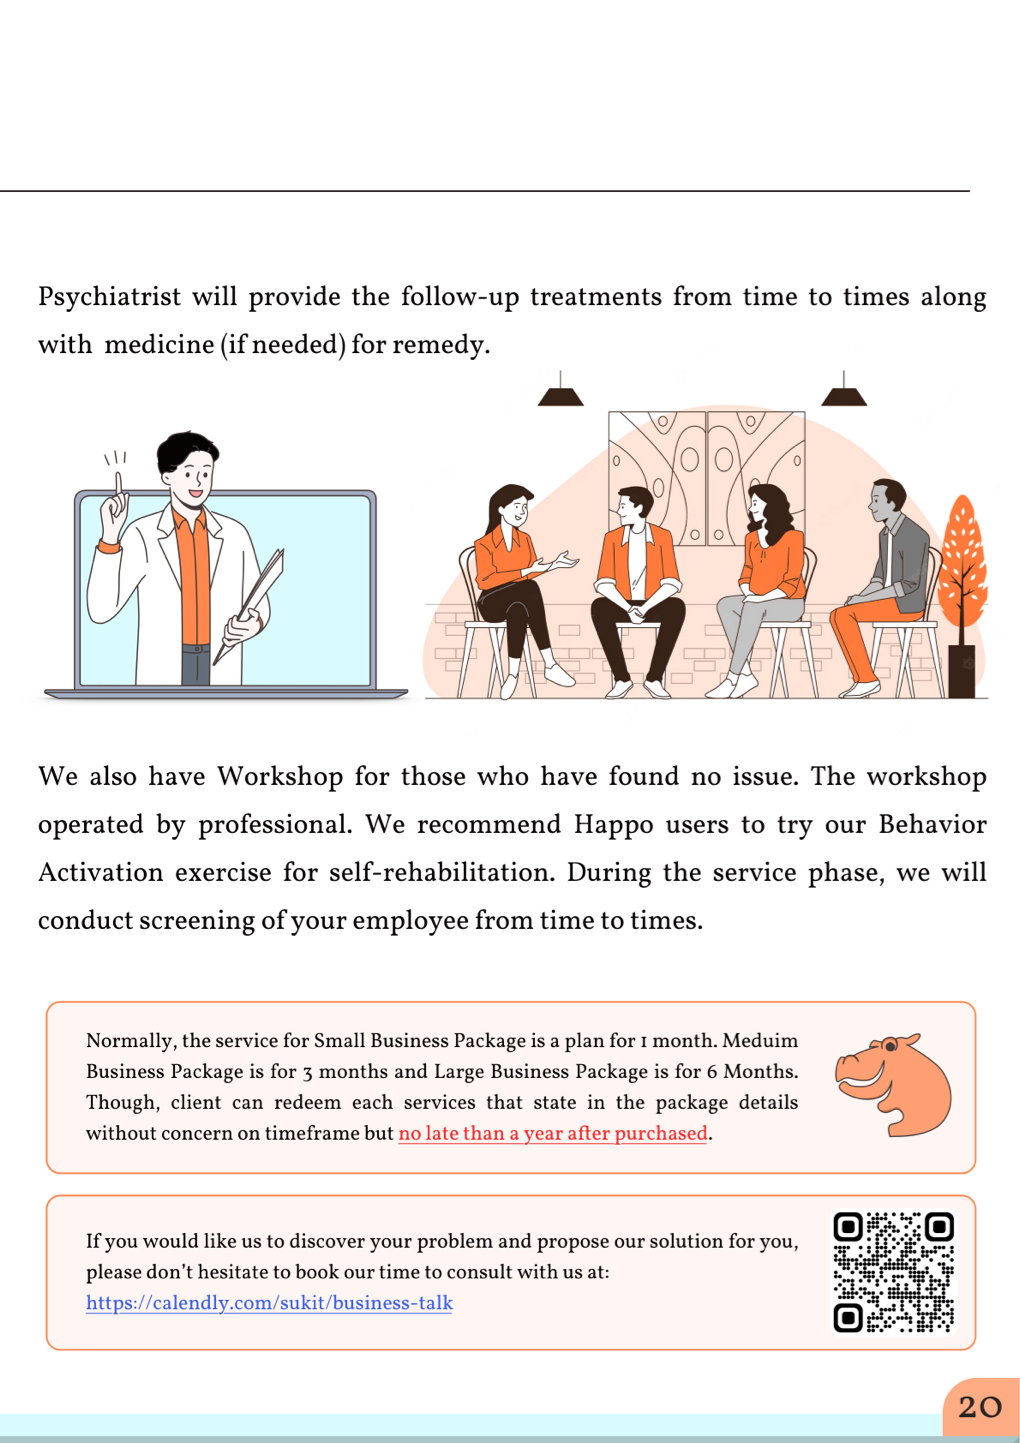 Psychiatrist will provide the follow-up treatments from time to times along
with medicine (if needed) for remedy.
We also have Workshop for those who have found no issue. The workshop
operated by professional. We recommend Happo users to try our Behavior
Activation exercise for self-rehabilitation. During the service phase, we will
conduct screening of your employee from time to times.
Normally, the service for Small Business Package is a plan for 1 month. Meduim
Business Package is for 3 months and Large Business Package is for 6 Months.
Though, client can redeem each services that state in the package details
without concern on timeframe but no late than a year after purchased.
If you would like us to discover your problem and propose our solution for you,
please don’t hesitate to book our time to consult with us at:
https://calendly.com/sukit/business-talk
20